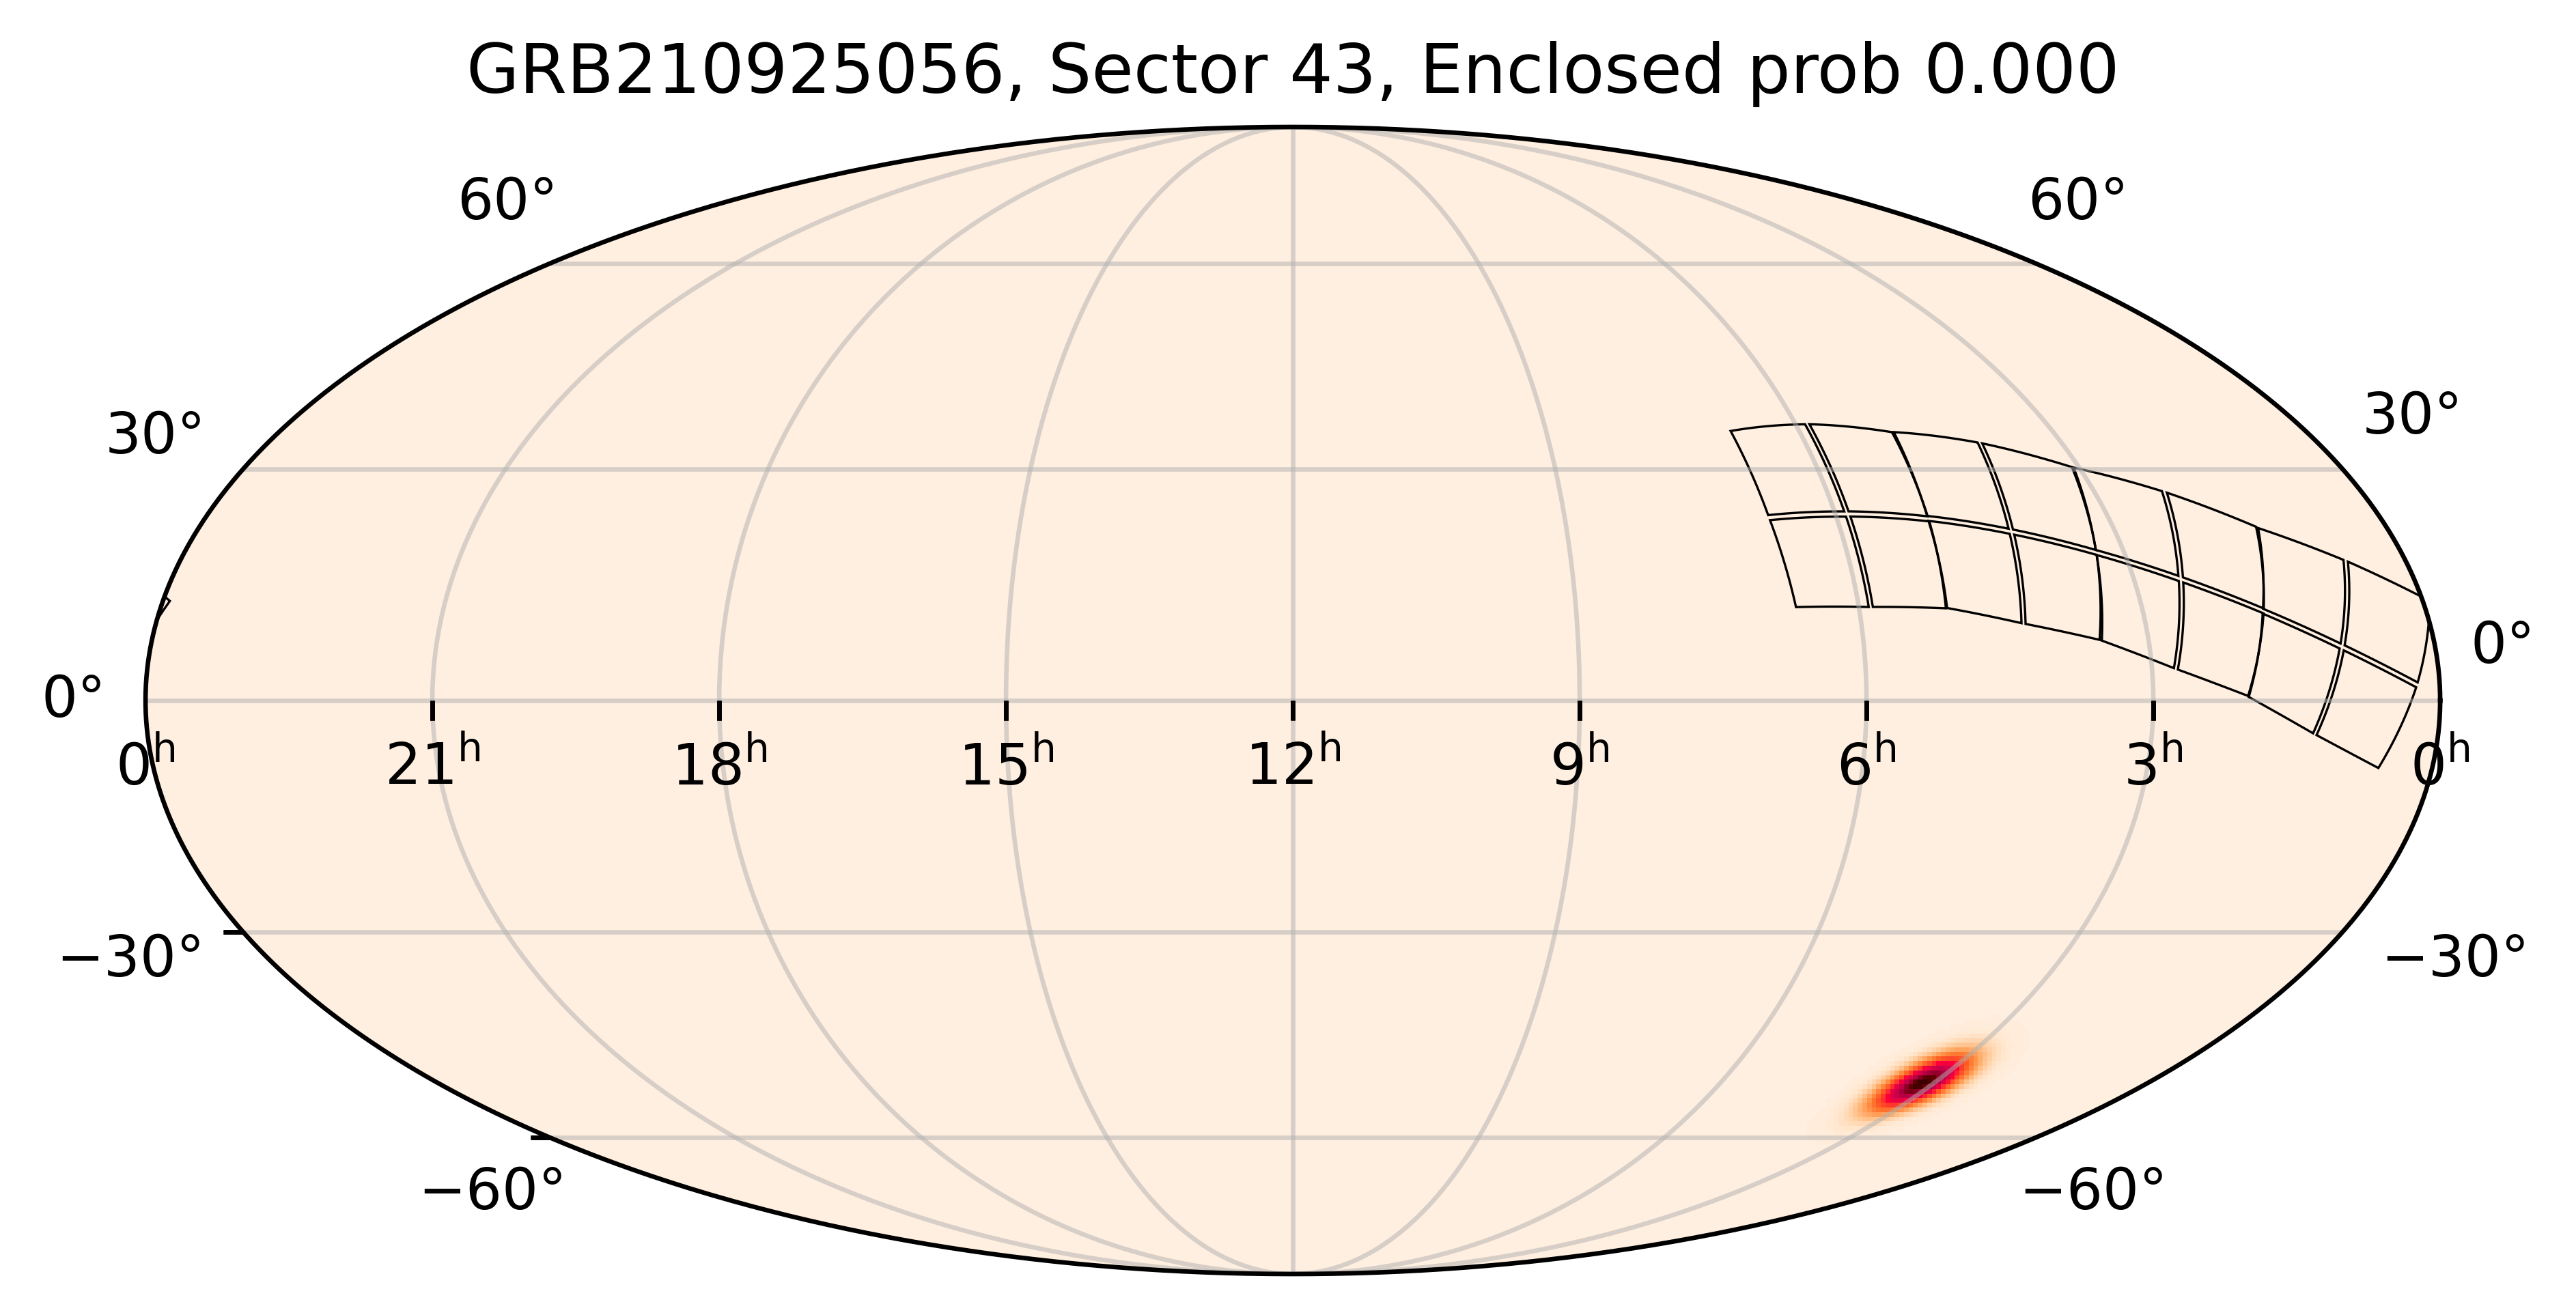 GRB210925056, Sector 43, Enclosed prob 0.000
60° 60°
30° 30°
0° 0°
0h 21h 18h 15h 12h 9h 6h 3h 0h
−30° −30°
−60° −60°